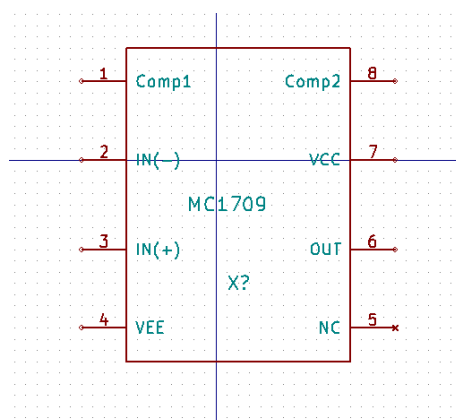 1 Comp1 Comp2 8
2 IN(-) VCC 7
MC1709
3 IN(+) OUT 6
X?
4 VEE NC 5